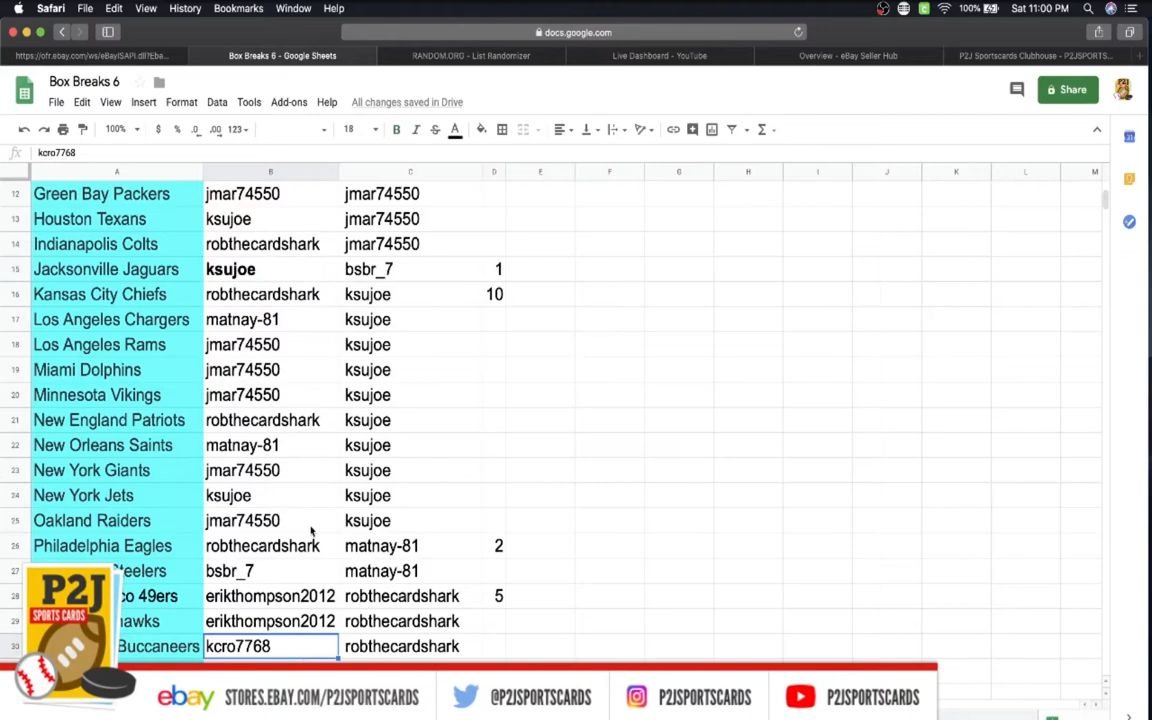 Safari File Edit View History Bookmarks Window Help 100% Sat 11:00 PM
docs.google.com
https://ofr.ebay.com/ws/eBayISAPI.dll?Eba... Box Breaks 6 - Google Sheets RANDOM.ORG - List Randomizer Live Dashboard - YouTube Overview - eBay Seller Hub P2J Sportscards Clubhouse - P2JSPORTS...
Box Breaks 6
File Edit View Insert Format Data Tools Add-ons Help All changes saved in Drive
Share
100% $ % .0 .00 123 18 B I S A
fx kcro7768
A B C D E F G H I J K L M
12 Green Bay Packers jmar74550 jmar74550
13 Houston Texans ksujoe jmar74550
14 Indianapolis Colts robthecardshark jmar74550
15 Jacksonville Jaguars ksujoe bsbr_7 1
16 Kansas City Chiefs robthecardshark ksujoe 10
17 Los Angeles Chargers matnay-81 ksujoe
18 Los Angeles Rams jmar74550 ksujoe
19 Miami Dolphins jmar74550 ksujoe
20 Minnesota Vikings jmar74550 ksujoe
21 New England Patriots robthecardshark ksujoe
22 New Orleans Saints matnay-81 ksujoe
23 New York Giants jmar74550 ksujoe
24 New York Jets ksujoe ksujoe
25 Oakland Raiders jmar74550 ksujoe
26 Philadelphia Eagles robthecardshark matnay-81 2
27 Steelers bsbr_7 matnay-81
28 co 49ers erikthompson2012 robthecardshark 5
29 hawks erikthompson2012 robthecardshark
Buccaneers kcro7768 robthecardshark
P2J
SPORTS CARDS
ebay STORES.EBAY.COM/P2JSPORTSCARDS @P2JSPORTSCARDS P2JSPORTSCARDS P2JSPORTSCARDS